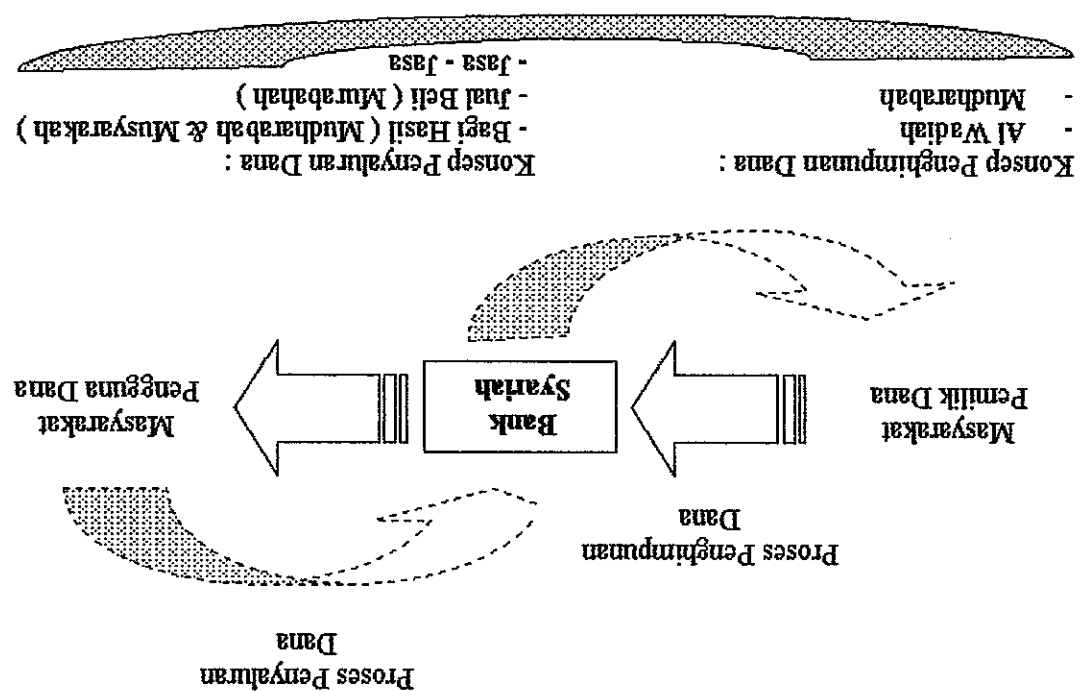 Proses Penyaluran
Dana
Proses Penghimpunan
Dana
Masyarakat
Pemilik Dana
Bank
Syariah
Masyarakat
Pengguna Dana
Konsep Penghimpunan Dana :
- Al Wadiah
- Mudharabah
Konsep Penyaluran Dana :
- Bagi Hasil ( Mudharabah & Musyarakah )
- Jual Beli ( Murabahah )
- Jasa - Jasa